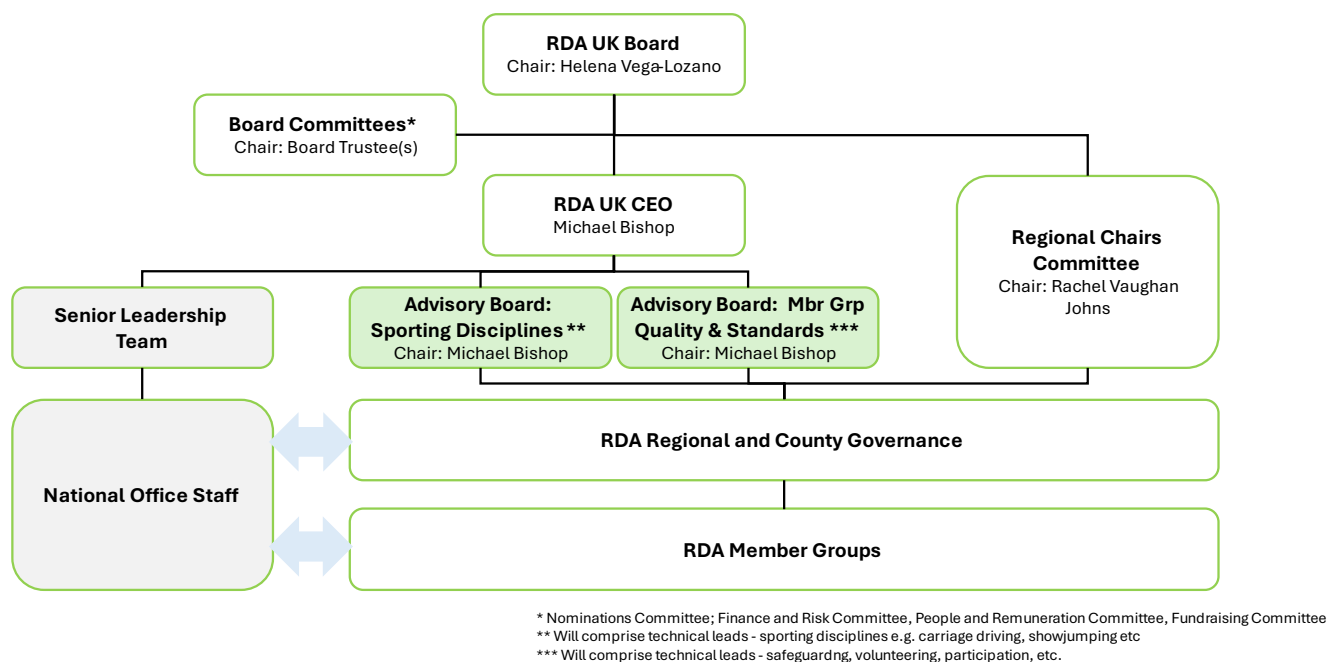 RDA UK Board
Chair: Helena Vega-Lozano
Board Committees*
Chair: Board Trustee(s)
RDA UK CEO
Michael Bishop
Regional Chairs
Committee
Chair: Rachel Vaughan
Johns
Senior Leadership
Team
Advisory Board:
Sporting Disciplines **
Chair: Michael Bishop
Advisory Board: Mbr Grp
Quality & Standards ***
Chair: Michael Bishop
National Office Staff
RDA Regional and County Governance
RDA Member Groups
* Nominations Committee; Finance and Risk Committee, People and Remuneration Committee, Fundraising Committee
** Will comprise technical leads - sporting disciplines e.g. carriage driving, showjumping etc
*** Will comprise technical leads - safeguardng, volunteering, participation, etc.